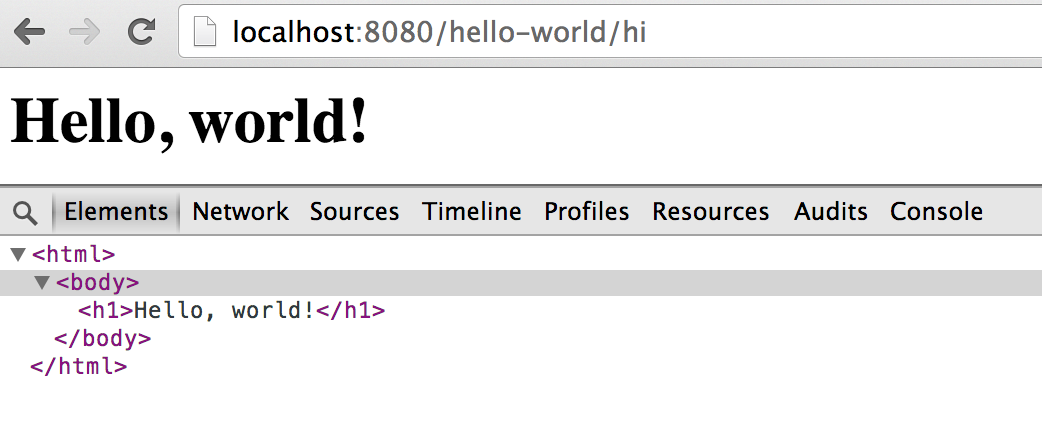 localhost:8080/hello-world/hi
Hello, world!
Elements Network Sources Timeline Profiles Resources Audits Console
<html>
<body>
<h1>Hello, world!</h1>
</body>
</html>